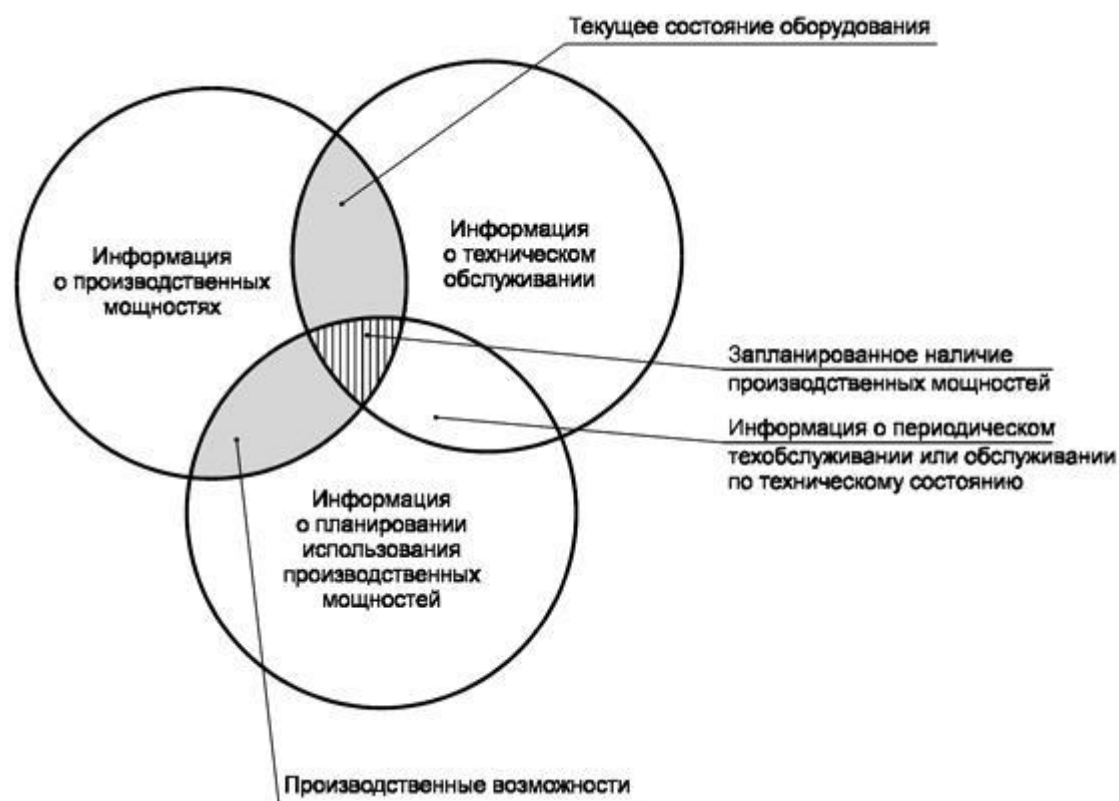 Текущее состояние оборудования
Информация
о производственных
мощностях
Информация
о техническом
обслуживании
Запланированное наличие
производственных мощностей
Информация о периодическом
техобслуживании или обслуживании
по техническому состоянию
Информация
о планировании
использования
производственных
мощностей
Производственные возможности